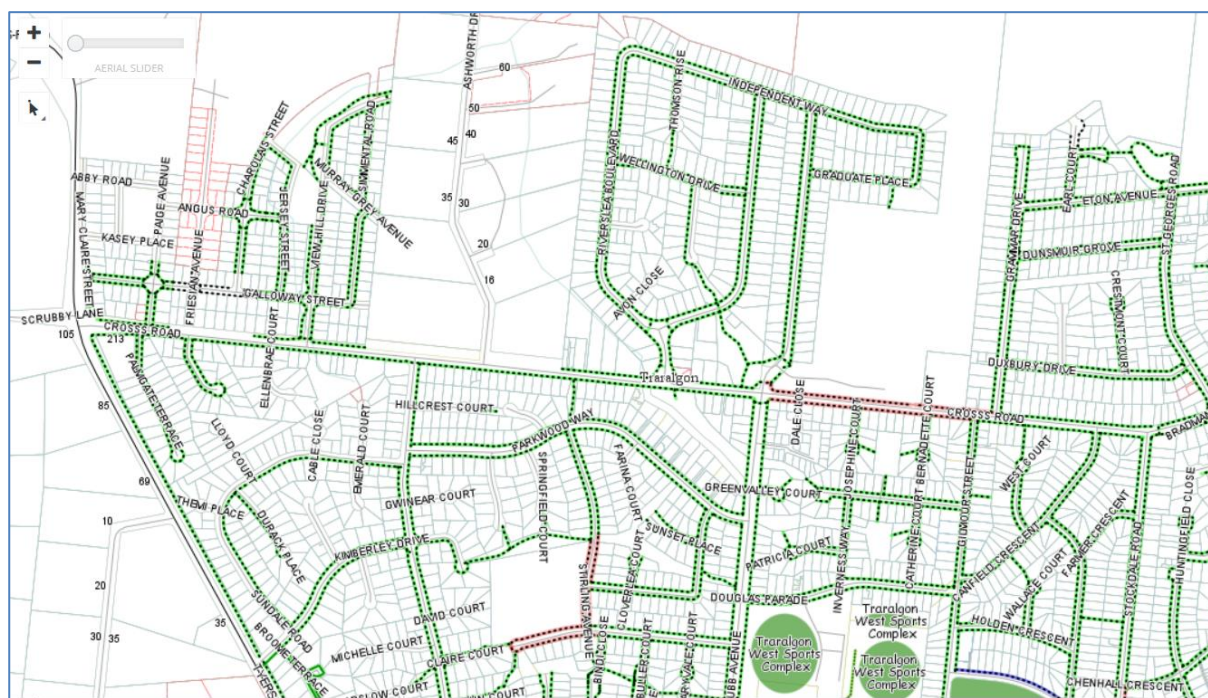 +
-
AERIAL SLIDER
ASHWORTH DR
60
50
40
45
35
30
20
16
THOMSON RISE
INDEPENDENT WAY
WELLINGTON DRIVE
GRADUATE PLACE
RIVERSLEA BOULEVARD
AVON CLOSE
CHAROLAIS STREET
MURRAY GREY AVENUE
SIMMENTAL ROAD
ABBY ROAD
PAIGE AVENUE
ANGUS ROAD
JERSEY STREET
VIEW HILL DRIVE
MARY CLAIRE STREET
KASEY PLACE
FRIESIAN AVENUE
GALLOWAY STREET
SCRUBBY LANE
CROSSS ROAD
105
213
ELLENBRAE COURT
PALMGATE TERRACE
85
69
LLOYD COURT
CABLE CLOSE
EMERALD COURT
HILLCREST COURT
PARKWOOD WAY
Traralgon
DALE CLOSE
JOSEPHINE COURT
CATHERINE COURT
BERNADETTE COURT
CROSSS ROAD
GRAMMAR DRIVE
EARL COURT
ETON AVENUE
ST GEORGES ROAD
DUNSMUIR GROVE
CRESTMONT COURT
DUXBURY DRIVE
BRADMAN
THEMI PLACE
10
20
30
35
35
DURACK PLACE
GWINEAR COURT
KIMBERLEY DRIVE
SPRINGFIELD COURT
FARINA COURT
SUNSET PLACE
GREENVALLEY COURT
PATRICIA COURT
INVERNESS WAY
DOUGLAS PARADE
CLOVERLEA COURT
STIRLING AVENUE
SUNDALE ROAD
BROOME TERRACE
DAVID COURT
MICHELLE COURT
CLAIRE COURT
BINDI CLOSE
Traralgon
West Sports
Complex
Traralgon
West Sports
Complex
Traralgon
West Sports
Complex
WEST COURT
CANFIELD CRESCENT
WALLACE COURT
FARMER CRESCENT
STOCKDALE ROAD
HUNTINGFIELD CLOSE
HOLDEN CRESCENT
CHENHALL CRESCENT